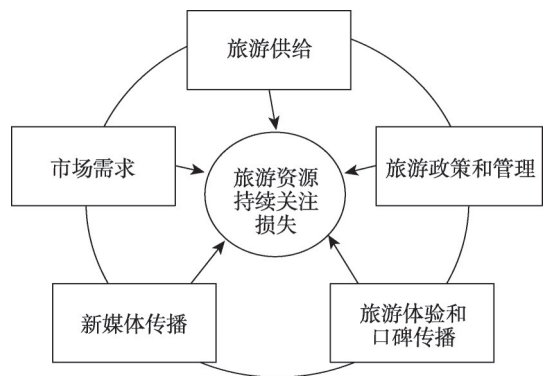 旅游供给
市场需求
旅游资源
持续关注
损失
旅游政策和管理
新媒体传播
旅游体验和
口碑传播